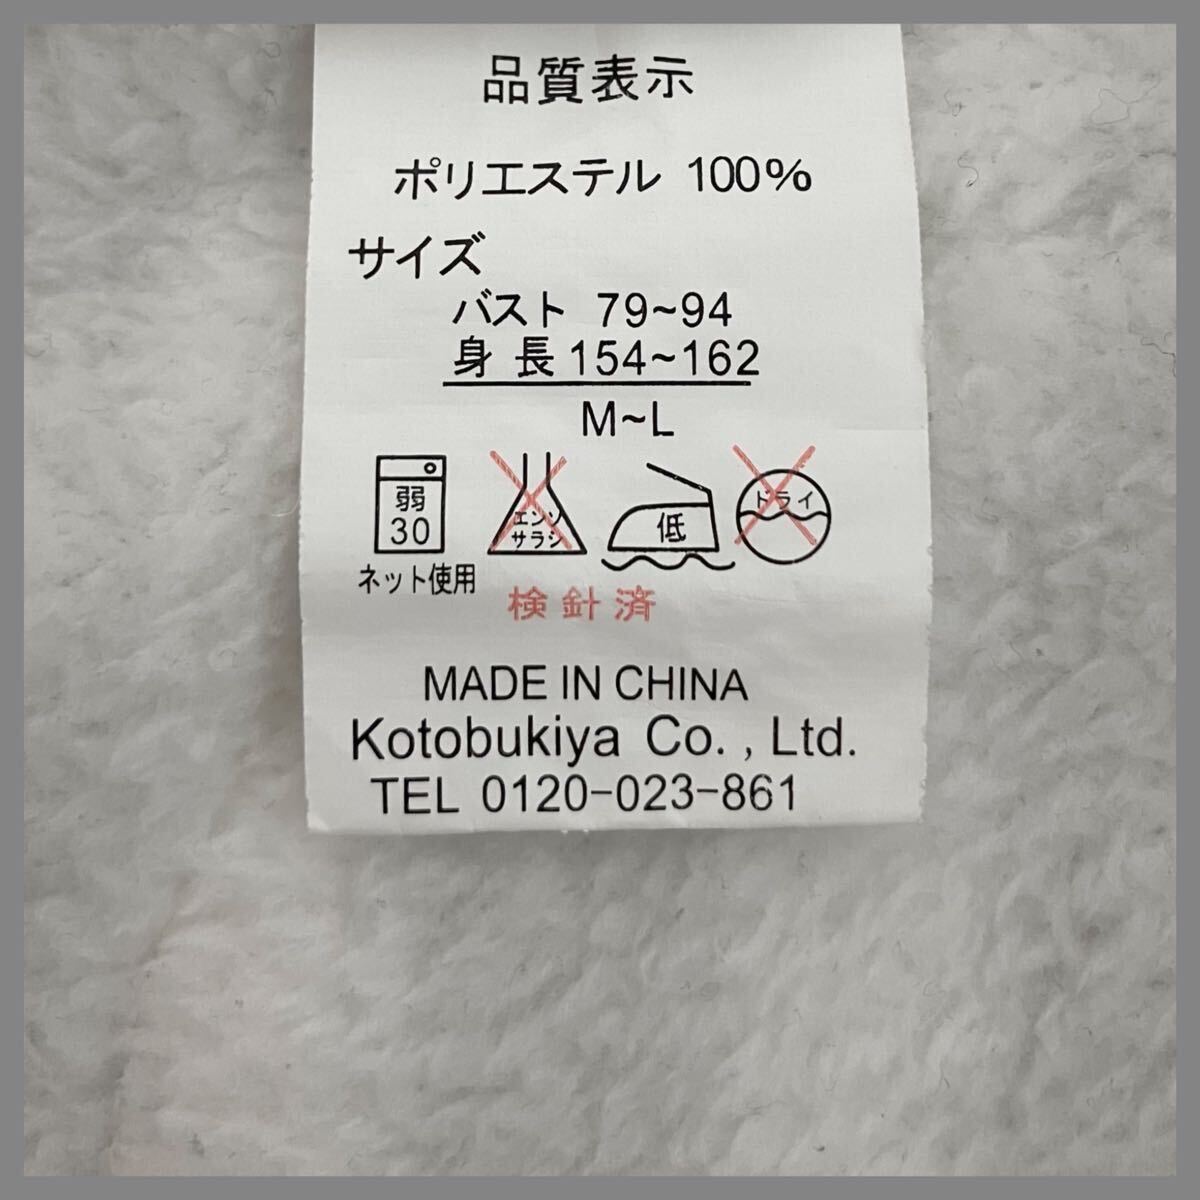 品質表示
ポリエステル 100%
サイズ
バスト 79~94
身長 154~162
M~L
弱
30
エンソ
サラシ
低
ドライ
ネット使用
検針済
MADE IN CHINA
Kotobukiya Co. , Ltd.
TEL 0120-023-861